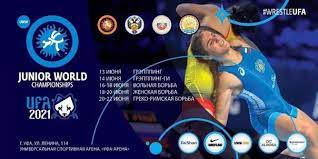 #WRESTLEUFA
UWW
JUNIOR WORLD
CHAMPIONSHIPS
UFA
2021
13 ИЮНЯ ГРЭППЛИНГ
14 ИЮНЯ ГРЭППЛИНГ-ГИ
16-18 ИЮНЯ ВОЛЬНАЯ БОРЬБА
18-20 ИЮНЯ ЖЕНСКАЯ БОРЬБА
20-22 ИЮНЯ ГРЕКО-РИМСКАЯ БОРЬБА
Г. УФА, УЛ. ЛЕНИНА, 114
УНИВЕРСАЛЬНАЯ СПОРТИВНАЯ АРЕНА, «УФА АРЕНА»
TaiShan